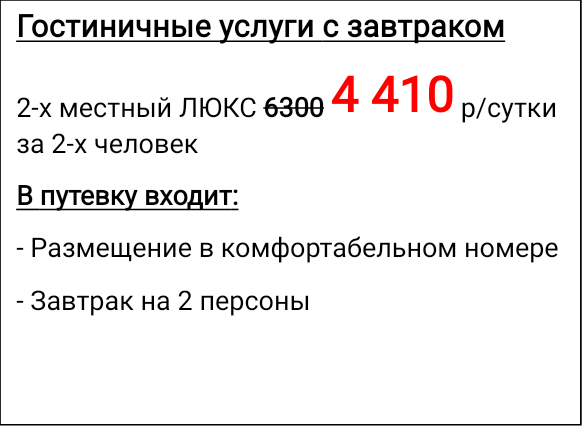 Гостиничные услуги с завтраком
2-х местный ЛЮКС 6300 4 410 р/сутки
за 2-х человек
В путевку входит:
- Размещение в комфортабельном номере
- Завтрак на 2 персоны